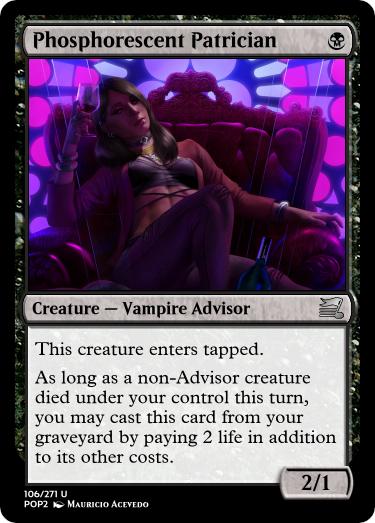 Phosphorescent Patrician
Creature — Vampire Advisor
This creature enters tapped.
As long as a non-Advisor creature
died under your control this turn,
you may cast this card from your
graveyard by paying 2 life in addition
to its other costs.
2/1
106/271 U
POP2 Mauricio Acevedo